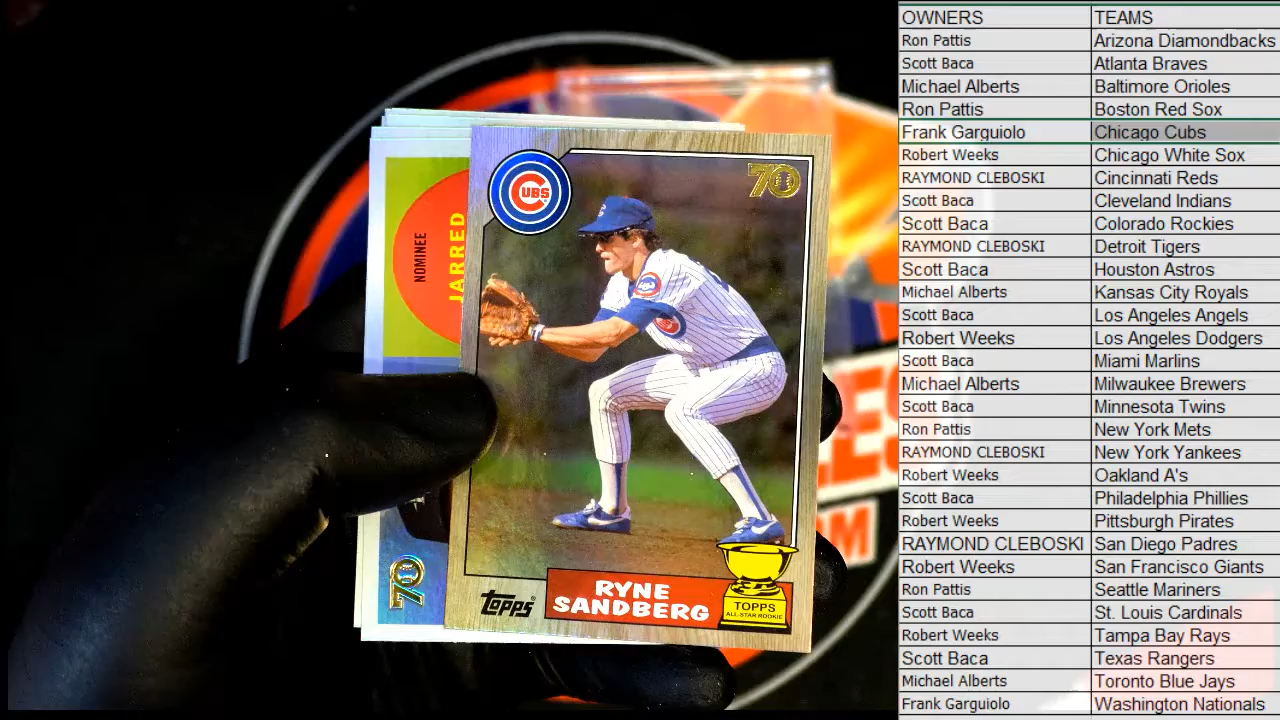 OWNERS TEAMS
Ron Pattis Arizona Diamondbacks
Scott Baca Atlanta Braves
Michael Alberts Baltimore Orioles
Ron Pattis Boston Red Sox
Frank Garguiolo Chicago Cubs
Robert Weeks Chicago White Sox
RAYMOND CLEBOSKI Cincinnati Reds
Scott Baca Cleveland Indians
Scott Baca Colorado Rockies
RAYMOND CLEBOSKI Detroit Tigers
Scott Baca Houston Astros
Michael Alberts Kansas City Royals
Scott Baca Los Angeles Angels
Robert Weeks Los Angeles Dodgers
Scott Baca Miami Marlins
Michael Alberts Milwaukee Brewers
Scott Baca Minnesota Twins
Ron Pattis New York Mets
RAYMOND CLEBOSKI New York Yankees
Robert Weeks Oakland A's
Scott Baca Philadelphia Phillies
Robert Weeks Pittsburgh Pirates
RAYMOND CLEBOSKI San Diego Padres
Robert Weeks San Francisco Giants
Ron Pattis Seattle Mariners
Scott Baca St. Louis Cardinals
Robert Weeks Tampa Bay Rays
Scott Baca Texas Rangers
Michael Alberts Toronto Blue Jays
Frank Garguiolo Washington Nationals
CUBS
70
NOMINEE
JARRED
70
topps
RYNE
SANDBERG
TOPPS
ALL-STAR ROOKIE